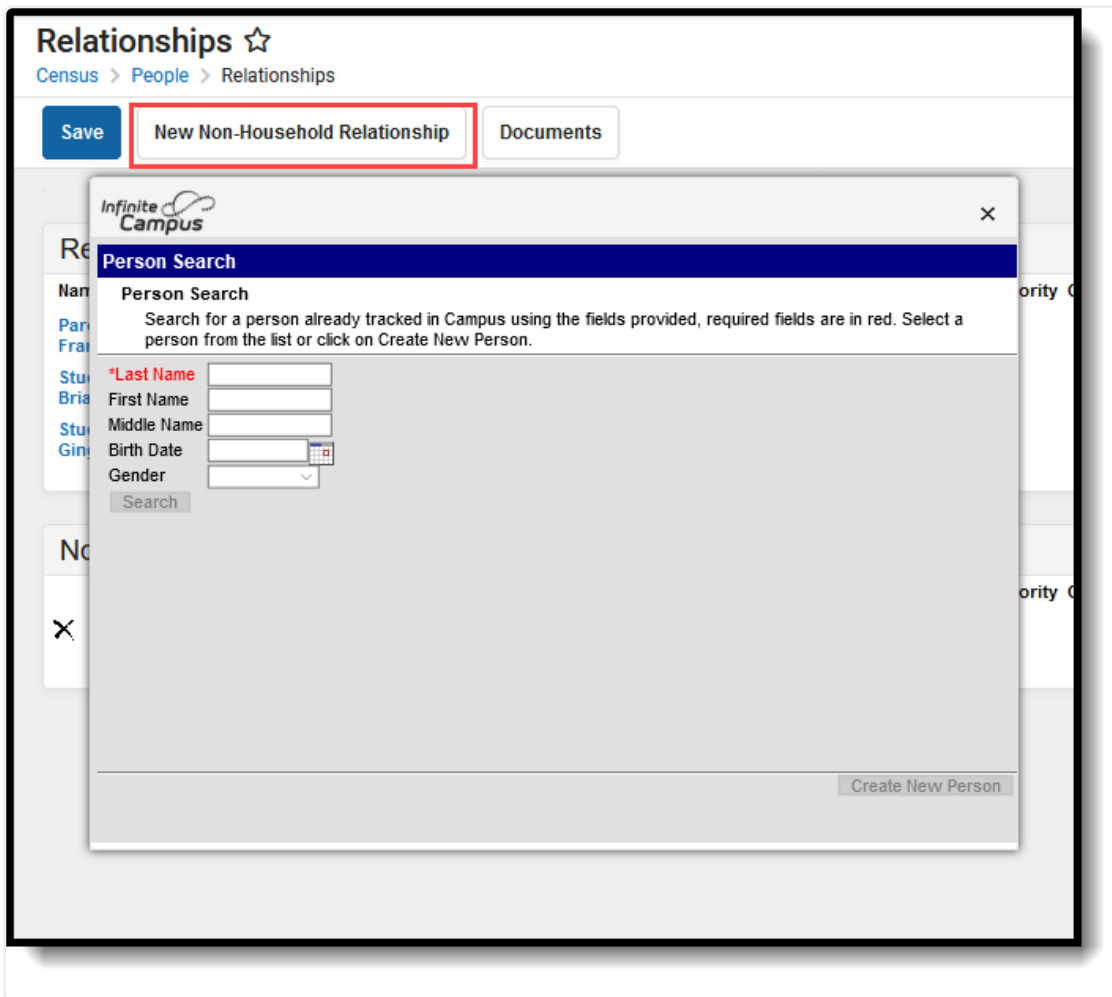 Relationships
Census > People > Relationships
Save New Non-Household Relationship Documents
Infinite
Campus
Person Search
Person Search
Search for a person already tracked in Campus using the fields provided, required fields are in red. Select a
person from the list or click on Create New Person.
*Last Name
First Name
Middle Name
Birth Date
Gender
Search
Create New Person